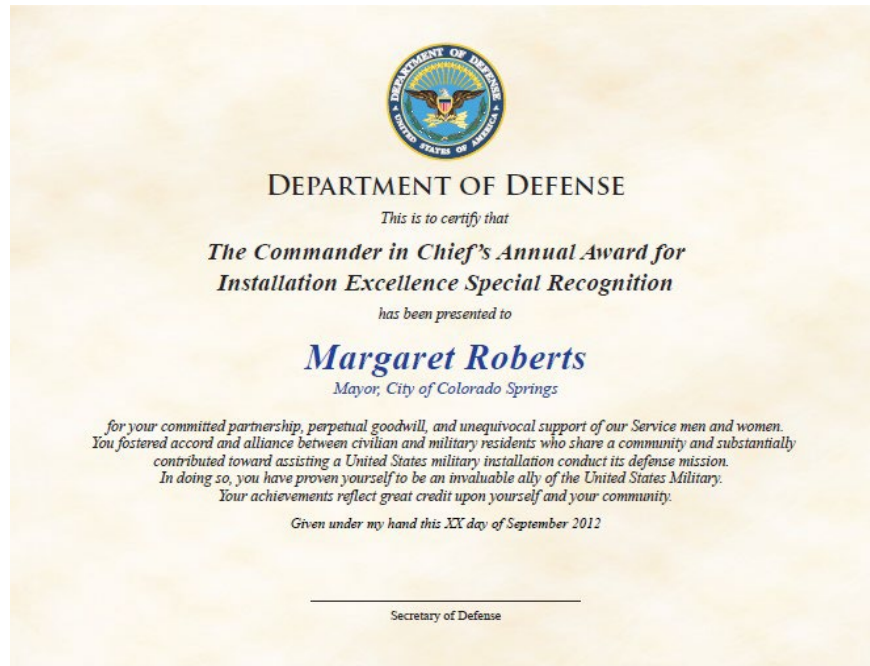 DEPARTMENT OF DEFENSE
UNITED STATES OF AMERICA
DEPARTMENT OF DEFENSE
This is to certify that
The Commander in Chief's Annual Award for
Installation Excellence Special Recognition
has been presented to
Margaret Roberts
Mayor, City of Colorado Springs
for your committed partnership, perpetual goodwill, and unequivocal support of our Service men and women.
You fostered accord and alliance between civilian and military residents who share a community and substantially
contributed toward assisting a United States military installation conduct its defense mission.
In doing so, you have proven yourself to be an invaluable ally of the United States Military.
Your achievements reflect great credit upon yourself and your community.
Given under my hand this XX day of September 2012
Secretary of Defense